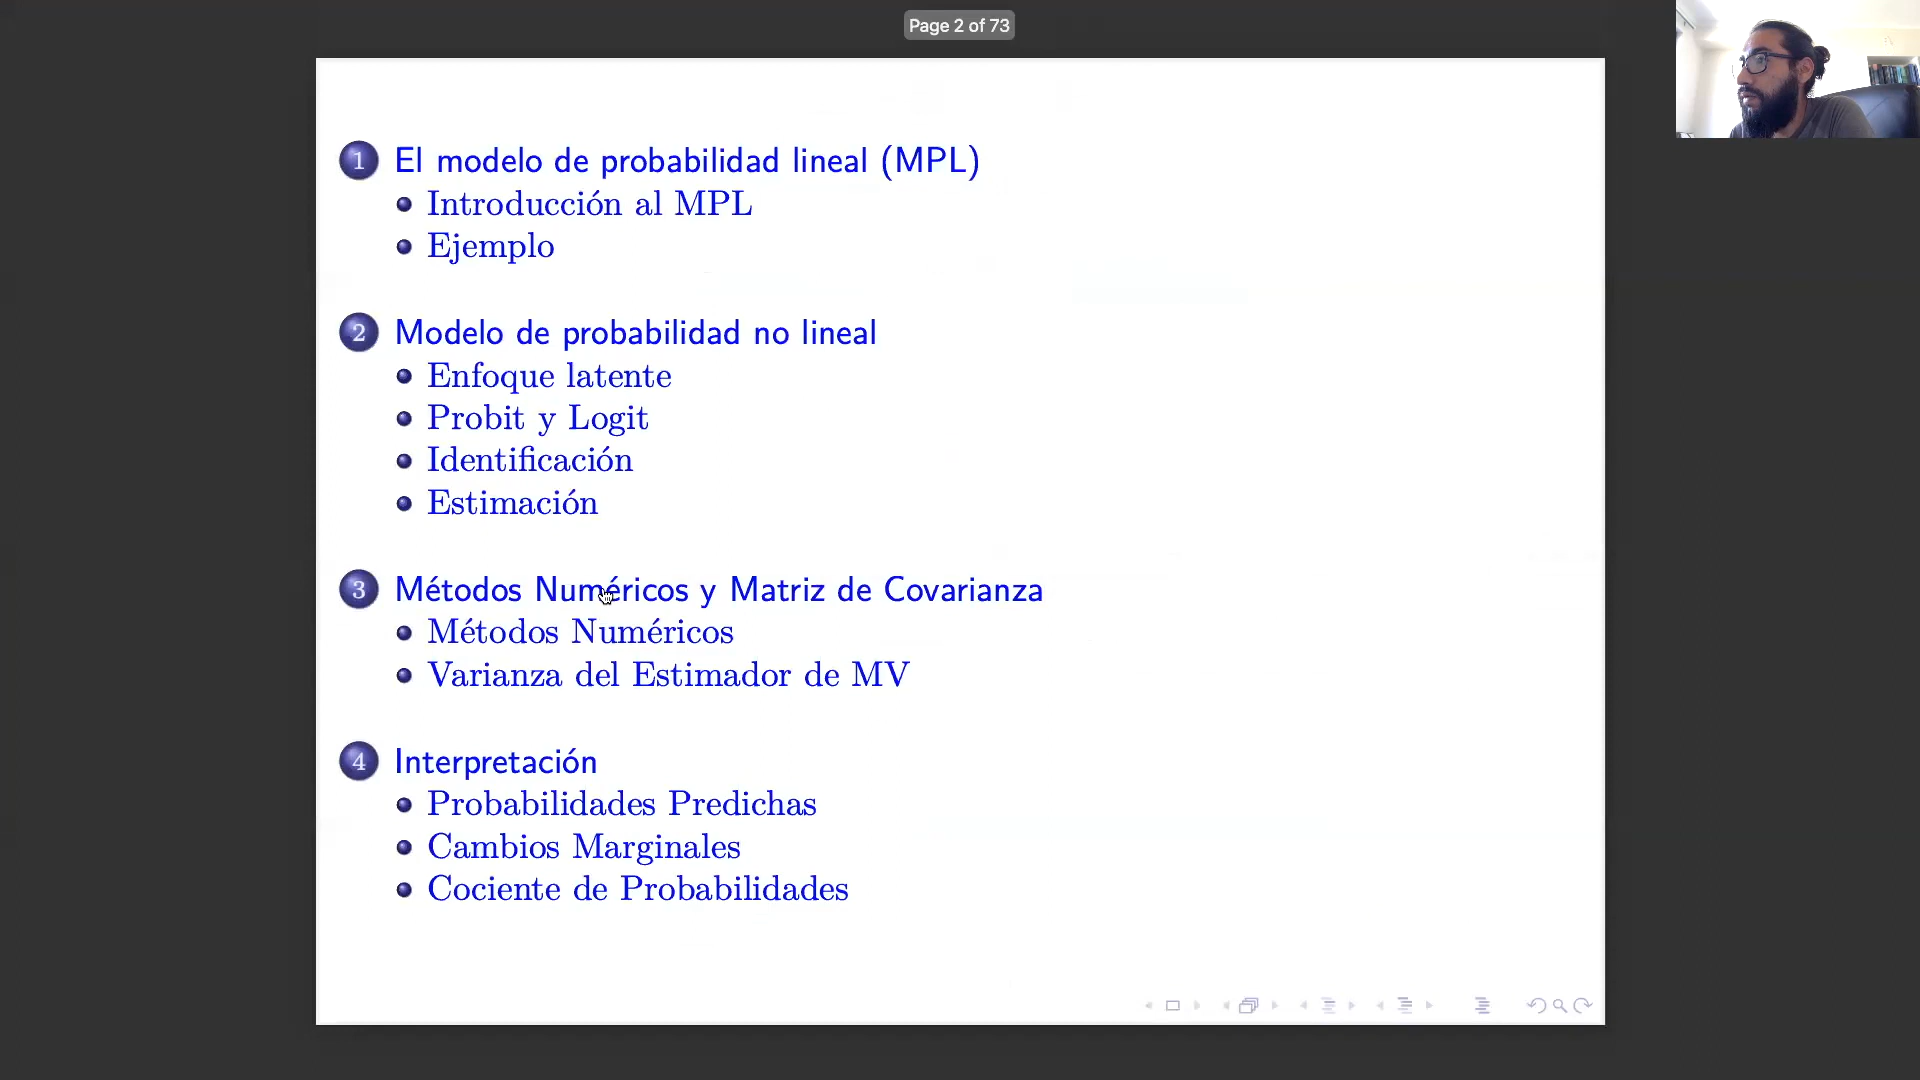 Page 2 of 73
1 El modelo de probabilidad lineal (MPL)
Introducción al MPL
Ejemplo
2 Modelo de probabilidad no lineal
Enfoque latente
Probit y Logit
Identificación
Estimación
3 Métodos Numéricos y Matriz de Covarianza
Métodos Numéricos
Varianza del Estimador de MV
4 Interpretación
Probabilidades Predichas
Cambios Marginales
Cociente de Probabilidades